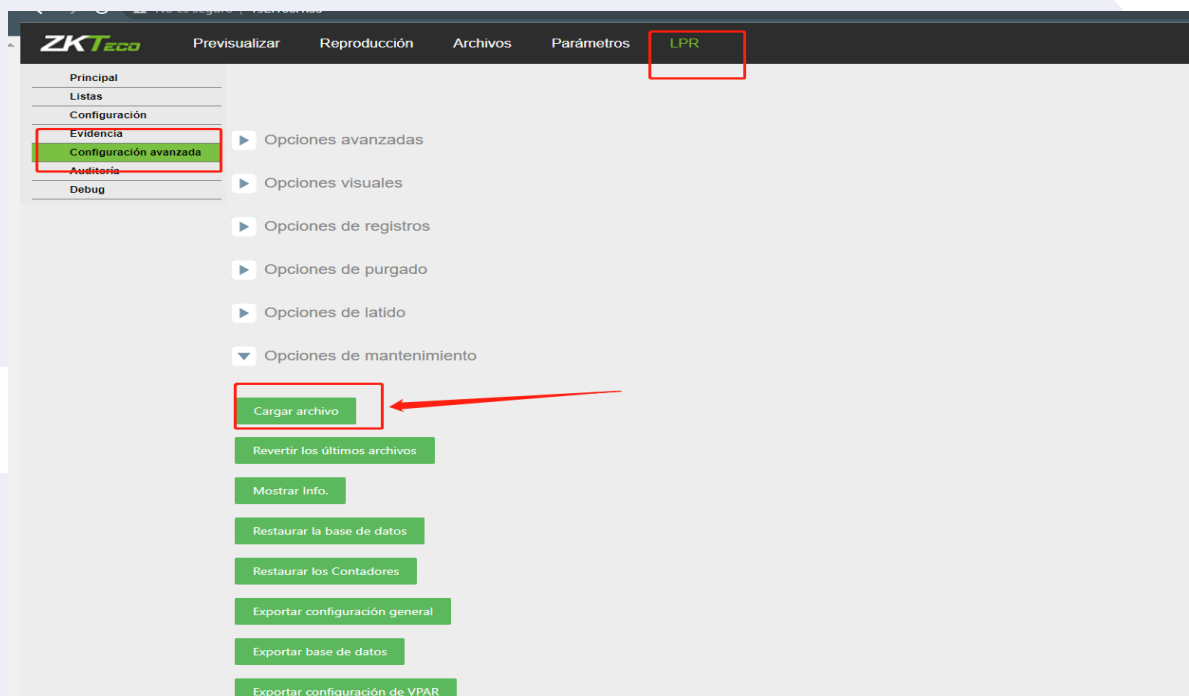 ZKTeco
Previsualizar Reproducción Archivos Parámetros LPR
Principal
Listas
Configuración
Evidencia
Configuración avanzada
Auditoría
Debug
Opciones avanzadas
Opciones visuales
Opciones de registros
Opciones de purgado
Opciones de latido
Opciones de mantenimiento
Cargar archivo
Revertir los últimos archivos
Mostrar Info.
Restaurar la base de datos
Restaurar los Contadores
Exportar configuración general
Exportar base de datos
Exportar configuración de VPAR